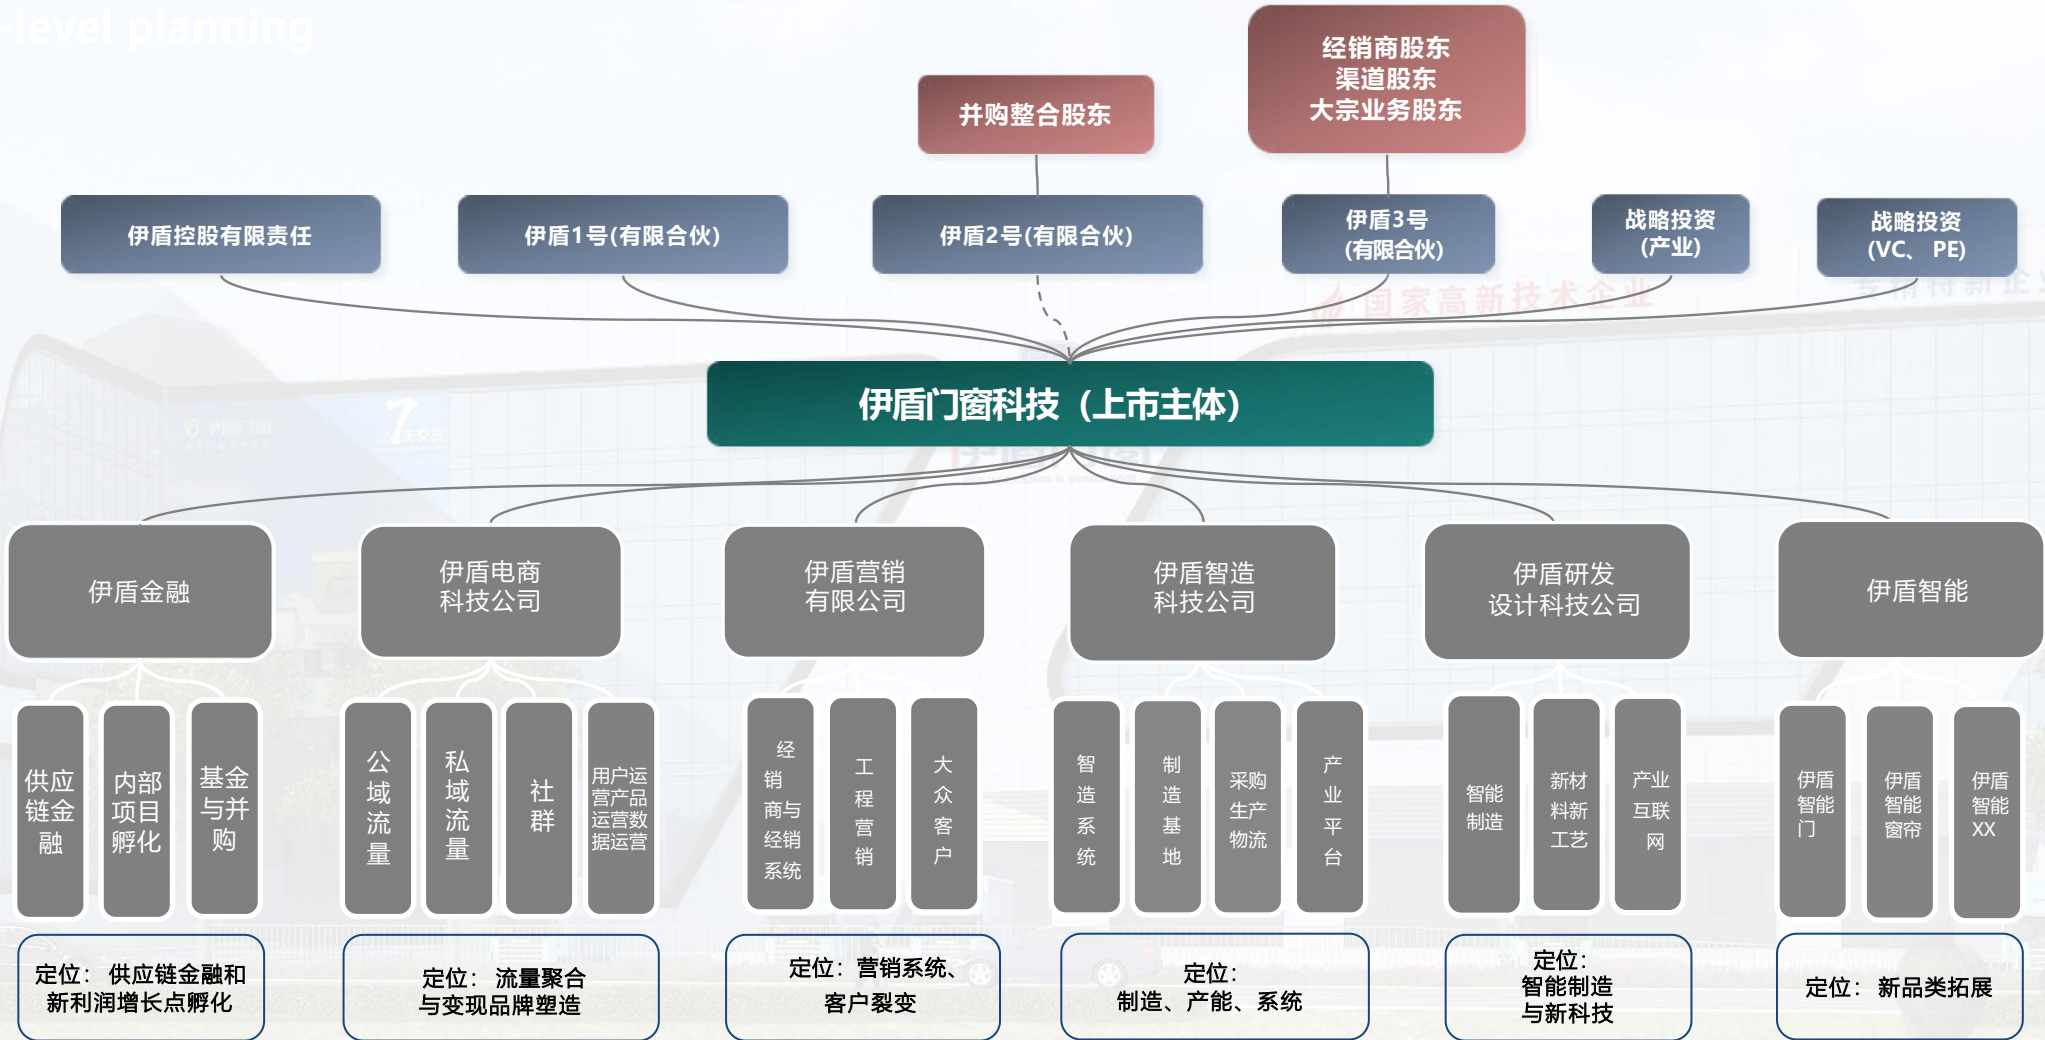 -level planning
经销商股东
渠道股东
大宗业务股东
并购整合股东
伊盾控股有限责任
伊盾1号(有限合伙)
伊盾2号(有限合伙)
伊盾3号
(有限合伙)
战略投资
(产业)
战略投资
(VC、 PE)
国家高新技术企业
专精特新企业
伊盾门窗科技（上市主体）
伊盾金融
伊盾电商
科技公司
伊盾营销
有限公司
伊盾智造
科技公司
伊盾研发
设计科技公司
伊盾智能
供应
链金
融
内部
项目
孵化
基金
与并
购
公
域
流
量
私
域
流
量
社
群
用户运
营产品
运营数
据运营
经
销
商与
经销
系统
工
程
营
销
大
众
客
户
智
造
系
统
制
造
基
地
采购
生产
物流
产
业
平
台
智能
制造
新材
料新
工艺
产业
互联
网
伊盾
智能
门
伊盾
智能
窗帘
伊盾
智能
XX
定位： 供应链金融和
新利润增长点孵化
定位： 流量聚合
与变现品牌塑造
定位：营销系统、
客户裂变
定位：
制造、产能、系统
定位：
智能制造
与新科技
定位： 新品类拓展